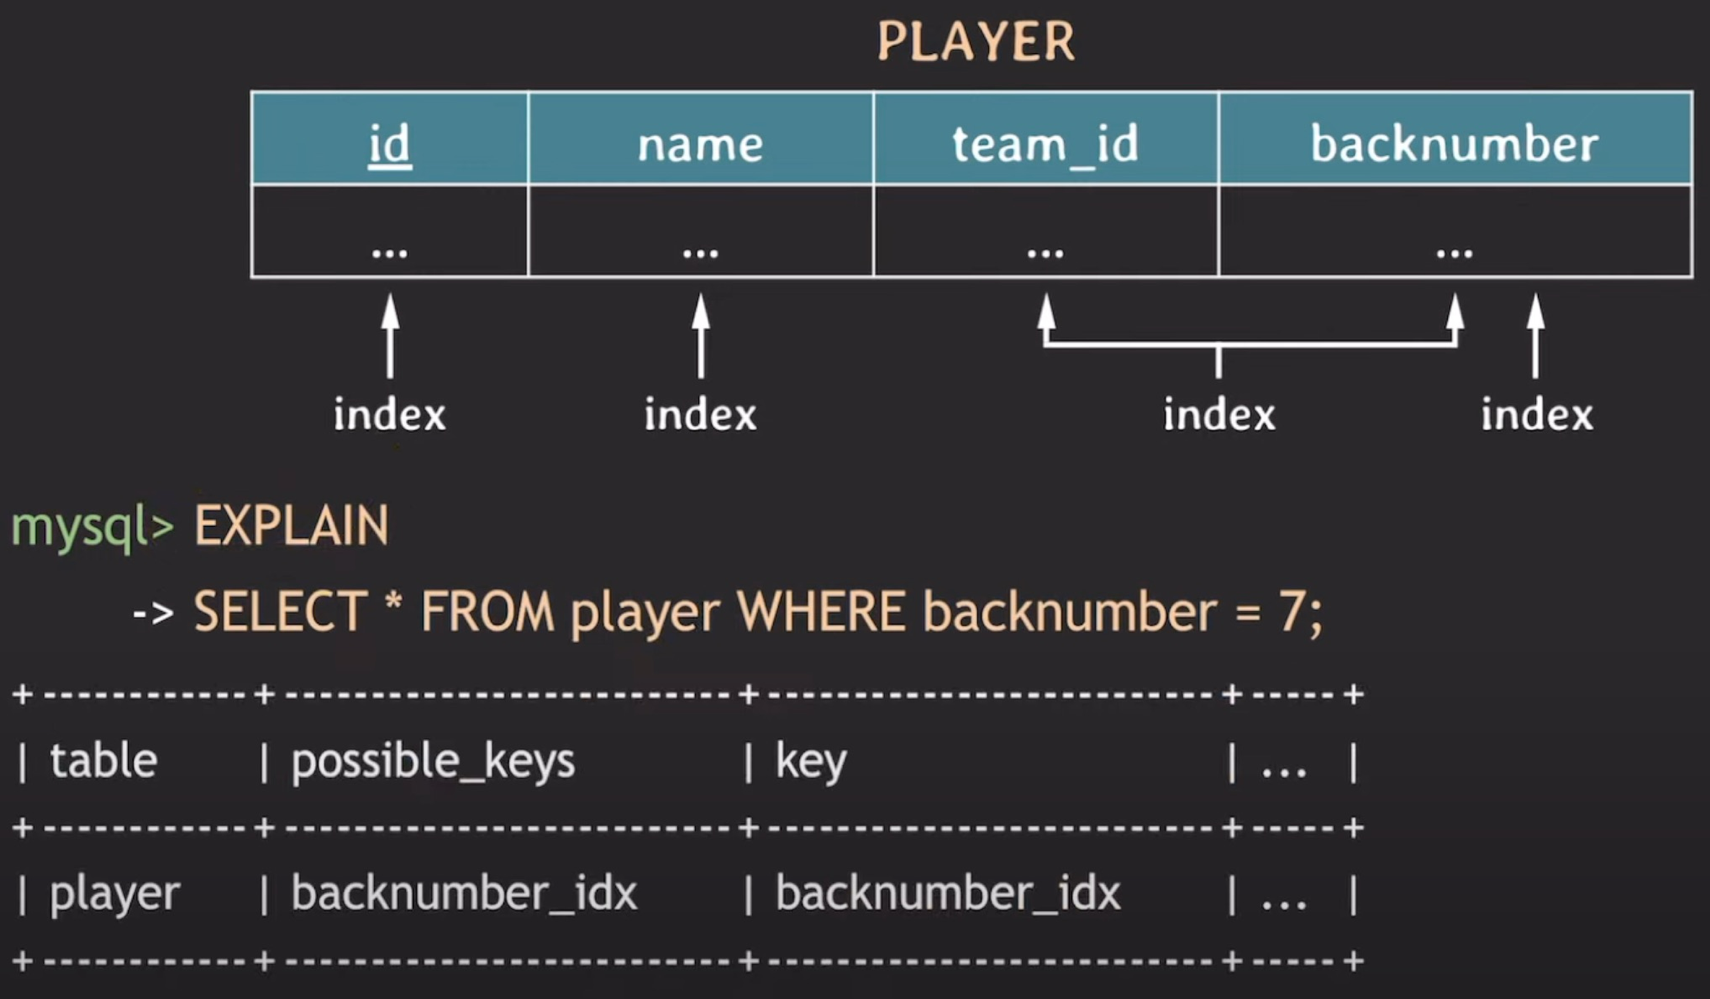 PLAYER
id name team_id backnumber
... ... ... ...
index index index index
mysql> EXPLAIN
-> SELECT * FROM player WHERE backnumber = 7;
+------------+--------------------------+--------------------------+-----+
| table | possible_keys | key | ... |
+------------+--------------------------+--------------------------+-----+
| player | backnumber_idx | backnumber_idx | ... |
+------------+--------------------------+--------------------------+-----+